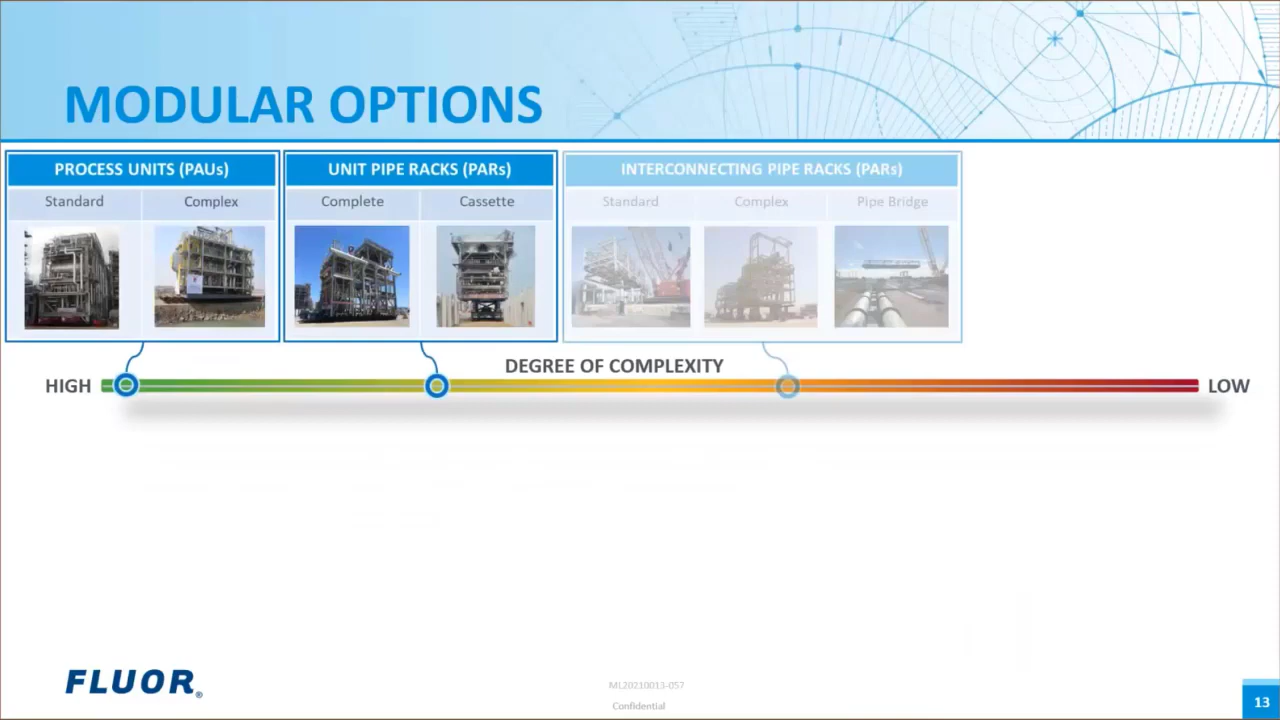 MODULAR OPTIONS
PROCESS UNITS (PAUs)
Standard
Complex
UNIT PIPE RACKS (PARs)
Complete
Cassette
INTERCONNECTING PIPE RACKS (PARs)
Standard
Complex
Pipe Bridge
DEGREE OF COMPLEXITY
HIGH
LOW
FLUOR®
ML20210013-057
Confidential
13